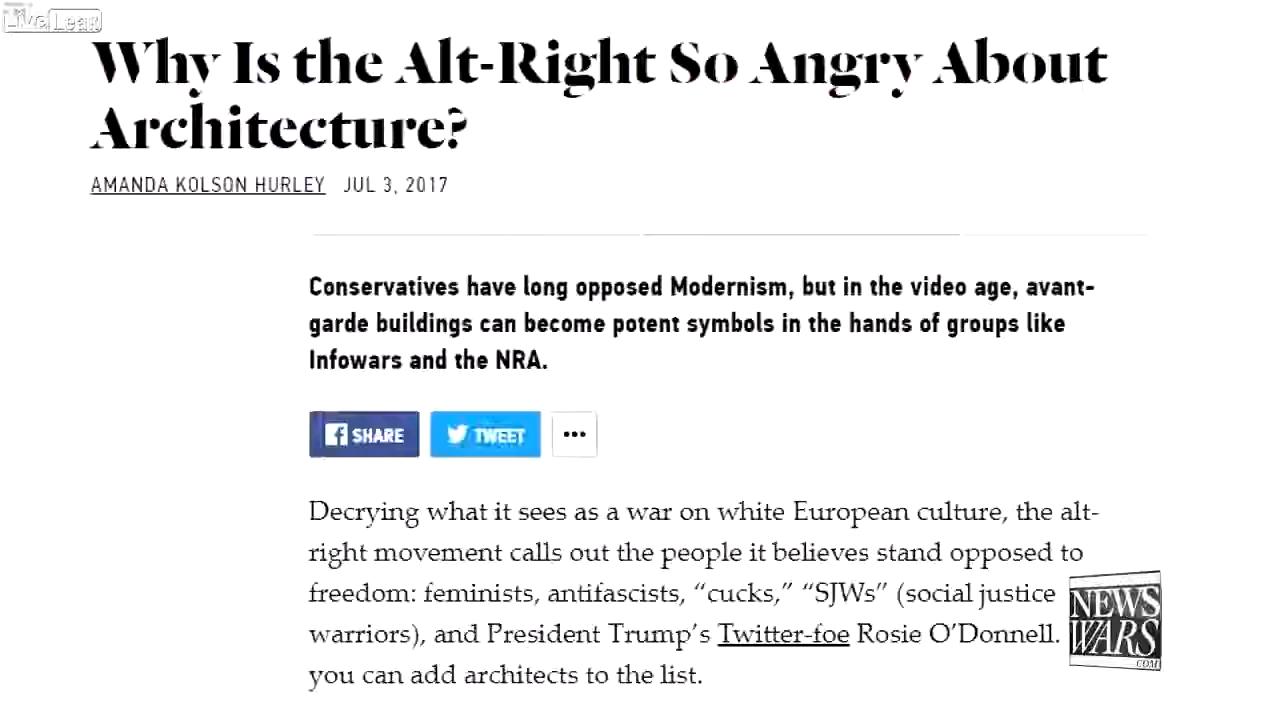 LiveLeak
Why Is the Alt-Right So Angry About
Architecture?
AMANDA KOLSON HURLEY JUL 3, 2017
Conservatives have long opposed Modernism, but in the video age, avant-
garde buildings can become potent symbols in the hands of groups like
Infowars and the NRA.
SHARE TWEET •••
Decrying what it sees as a war on white European culture, the alt-
right movement calls out the people it believes stand opposed to
freedom: feminists, antifascists, “cucks,” “SJWs” (social justice
warriors), and President Trump’s Twitter-foe Rosie O’Donnell.
you can add architects to the list.
NEWS
WARS
.COM